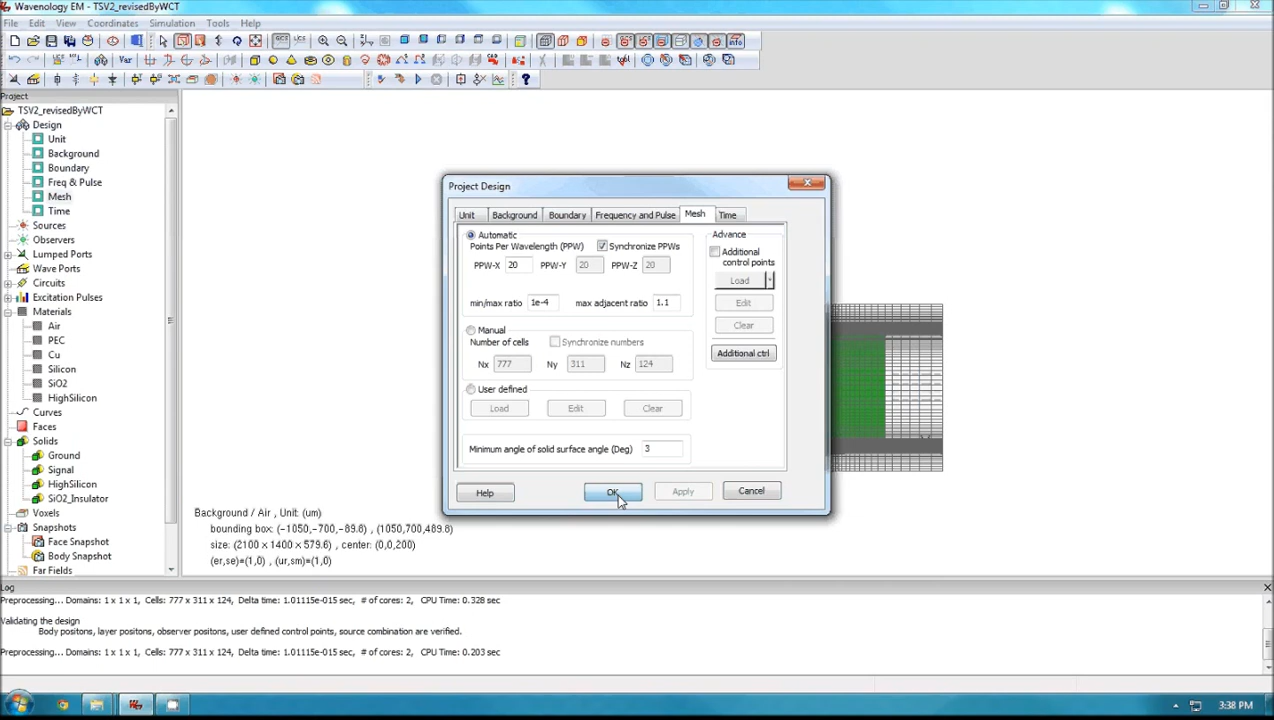 Wavenology EM - TSV2_revisedByWCT
File Edit View Coordinates Simulation Tools Help
Project
TSV2_revisedByWCT
Design
Unit
Background
Boundary
Freq & Pulse
Mesh
Time
Sources
Observers
Lumped Ports
Wave Ports
Circuits
Excitation Pulses
Materials
Air
PEC
Cu
Silicon
SiO2
HighSilicon
Curves
Faces
Solids
Ground
Signal
HighSilicon
SiO2_Insulator
Voxels
Snapshots
Face Snapshot
Body Snapshot
Far Fields
Project Design
Unit Background Boundary Frequency and Pulse Mesh Time
Automatic
Points Per Wavelength (PPW) Synchronize PPWs
PPW-X 20 PPW-Y 20 PPW-Z 20
min/max ratio 1e-4 max adjacent ratio 1.1
Manual
Number of cells Synchronize numbers
Nx 777 Ny 311 Nz 124
User defined
Load Edit Clear
Minimum angle of solid surface angle (Deg) 3
Advance
Additional
control points
Load
Edit
Clear
Additional ctrl
Help OK Apply Cancel
Background / Air , Unit: (um)
bounding box: (-1050,-700,-89.8) , (1050,700,489.8)
size: (2100 x 1400 x 579.6) , center: (0,0,200)
(er,se)=(1,0) , (ur,sm)=(1,0)
Log
Preprocessing... Domains: 1 x 1 x 1, Cells: 777 x 311 x 124, Delta time: 1.01115e-015 sec, # of cores: 2, CPU Time: 0.328 sec
Validating the design
Body positons, layer positons, observer positons, user defined control points, source combination are verified.
Preprocessing... Domains: 1 x 1 x 1, Cells: 777 x 311 x 124, Delta time: 1.01115e-015 sec, # of cores: 2, CPU Time: 0.203 sec
3:38 PM